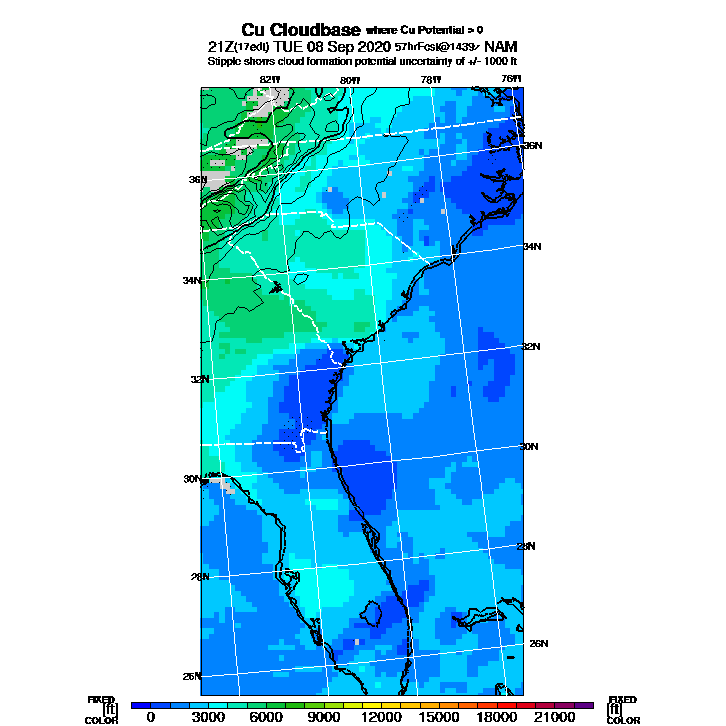 Cu Cloudbase where Cu Potential > 0
21Z(17edt) TUE 08 Sep 2020 57hrFcst@1439z NAM
Stipple shows cloud formation potential uncertainty of +/- 1000 ft
82W 80W 78W 76W
36N
36N
34N
34N
32N
32N
30N
30N
28N
28N
26N
26N
FIXED FIXED
[ft] [ft]
COLOR 0 3000 6000 9000 12000 15000 18000 21000 COLOR